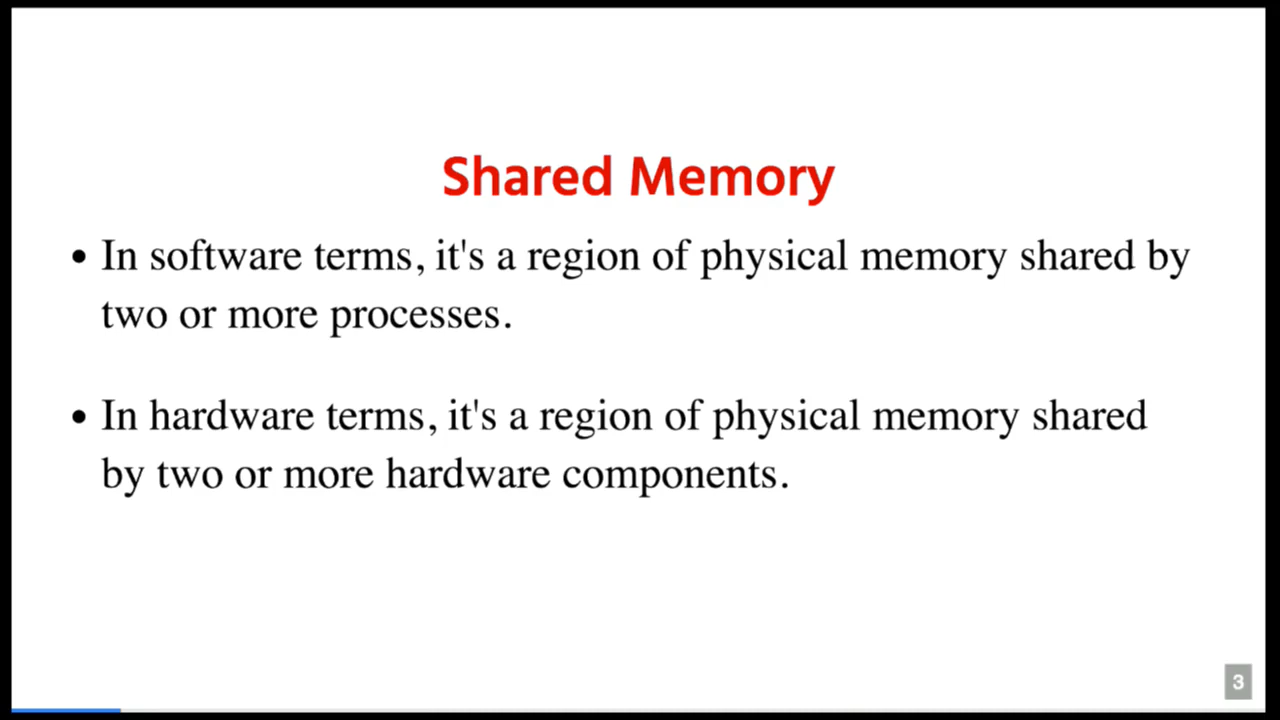 Shared Memory
• In software terms, it's a region of physical memory shared by
two or more processes.
• In hardware terms, it's a region of physical memory shared
by two or more hardware components.
3